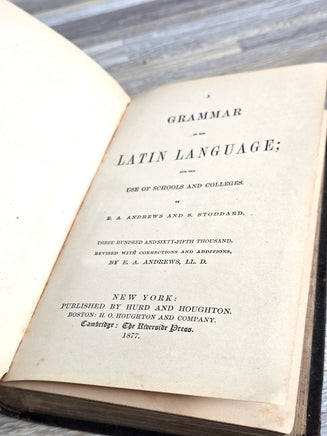 A
GRAMMAR
OF THE
LATIN LANGUAGE;
FOR THE
USE OF SCHOOLS AND COLLEGES.
BY
E. A. ANDREWS AND S. STODDARD.
THREE HUNDRED AND-SIXTY-FIFTH THOUSAND.
REVISED WITH CORRECTIONS AND ADDITIONS,
BY E. A. ANDREWS, LL. D.
NEW YORK:
PUBLISHED BY HURD AND HOUGHTON.
BOSTON: H. O. HOUGHTON AND COMPANY.
Cambridge: The Riverside Press.
1877.